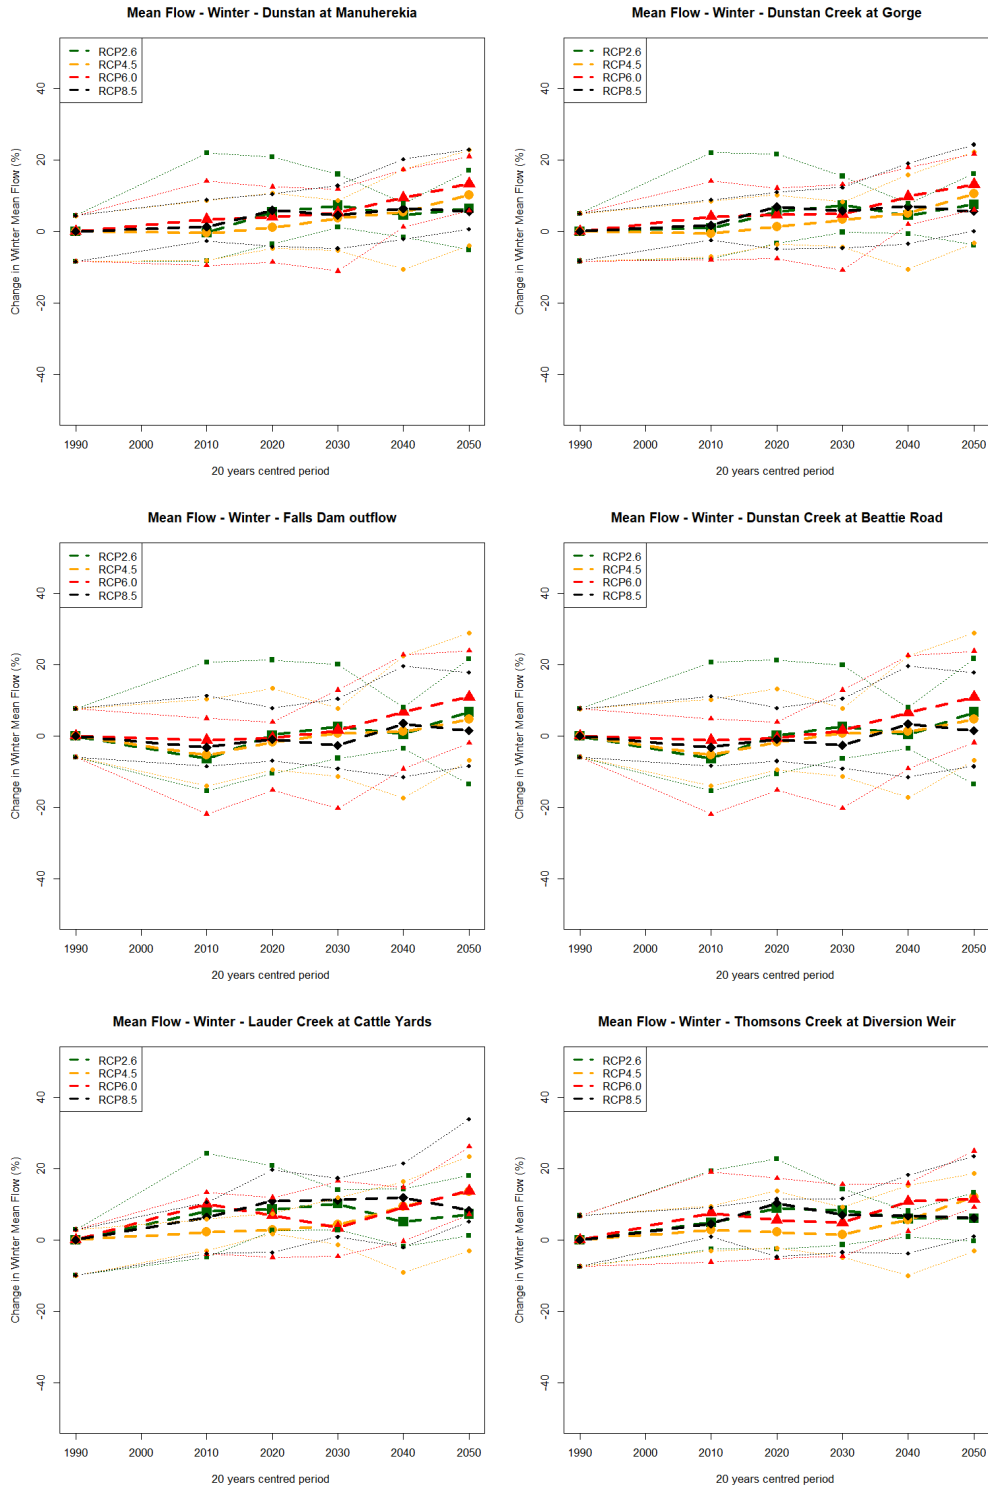 Mean Flow - Winter - Dunstan at Manuherekia
RCP2.6
RCP4.5
RCP6.0
RCP8.5
Change in Winter Mean Flow (%)
40
20
0
-20
-40
1990 2000 2010 2020 2030 2040 2050
20 years centred period
Mean Flow - Winter - Dunstan Creek at Gorge
RCP2.6
RCP4.5
RCP6.0
RCP8.5
Change in Winter Mean Flow (%)
40
20
0
-20
-40
1990 2000 2010 2020 2030 2040 2050
20 years centred period
Mean Flow - Winter - Falls Dam outflow
RCP2.6
RCP4.5
RCP6.0
RCP8.5
Change in Winter Mean Flow (%)
40
20
0
-20
-40
1990 2000 2010 2020 2030 2040 2050
20 years centred period
Mean Flow - Winter - Dunstan Creek at Beattie Road
RCP2.6
RCP4.5
RCP6.0
RCP8.5
Change in Winter Mean Flow (%)
40
20
0
-20
-40
1990 2000 2010 2020 2030 2040 2050
20 years centred period
Mean Flow - Winter - Lauder Creek at Cattle Yards
RCP2.6
RCP4.5
RCP6.0
RCP8.5
Change in Winter Mean Flow (%)
40
20
0
-20
-40
1990 2000 2010 2020 2030 2040 2050
20 years centred period
Mean Flow - Winter - Thomsons Creek at Diversion Weir
RCP2.6
RCP4.5
RCP6.0
RCP8.5
Change in Winter Mean Flow (%)
40
20
0
-20
-40
1990 2000 2010 2020 2030 2040 2050
20 years centred period